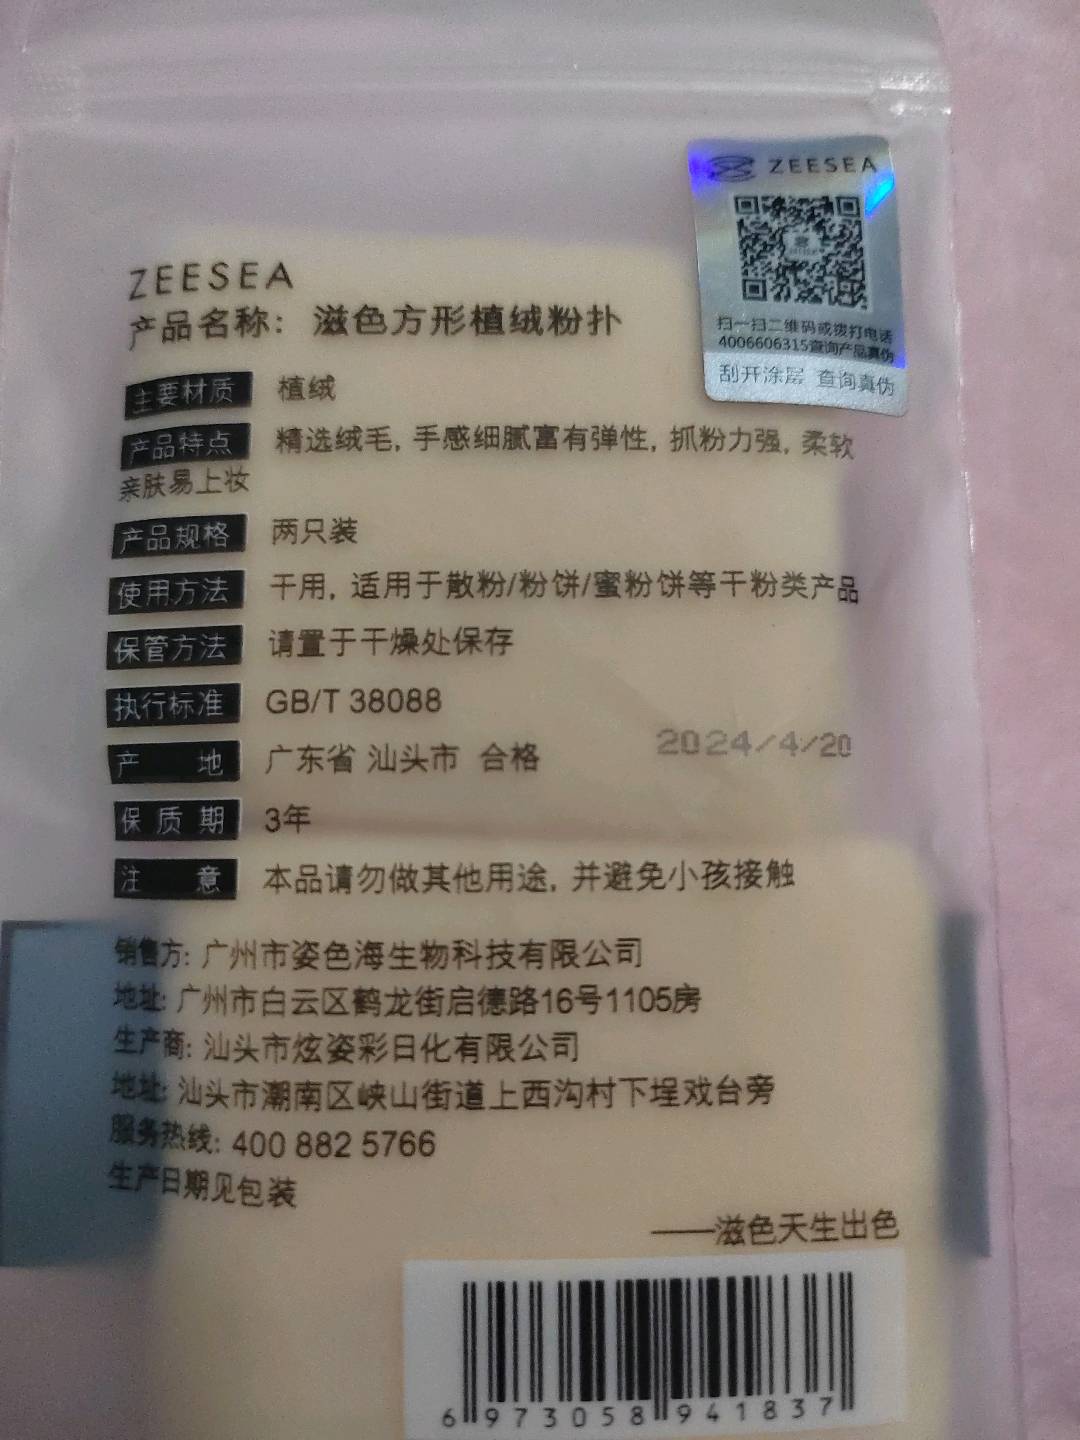 ZEESEA
扫一扫二维码或拨打电话
4006606315查询产品真伪
刮开涂层 查询真伪
ZEESEA
产品名称：滋色方形植绒粉扑
主要材质 植绒
产品特点 精选绒毛，手感细腻富有弹性，抓粉力强，柔软
亲肤易上妆
产品规格 两只装
使用方法 干用，适用于散粉/粉饼/蜜粉饼等干粉类产品
保管方法 请置于干燥处保存
执行标准 GB/T 38088
产 地 广东省 汕头市 合格 2024/4/20
保质期 3年
注 意 本品请勿做其他用途，并避免小孩接触
销售方：广州市姿色海生物科技有限公司
地址：广州市白云区鹤龙街启德路16号1105房
生产商：汕头市炫姿彩日化有限公司
地址：汕头市潮南区峡山街道上西沟村下埕戏台旁
服务热线：400 882 5766
生产日期见包装
——滋色天生出色
6 973058 941837